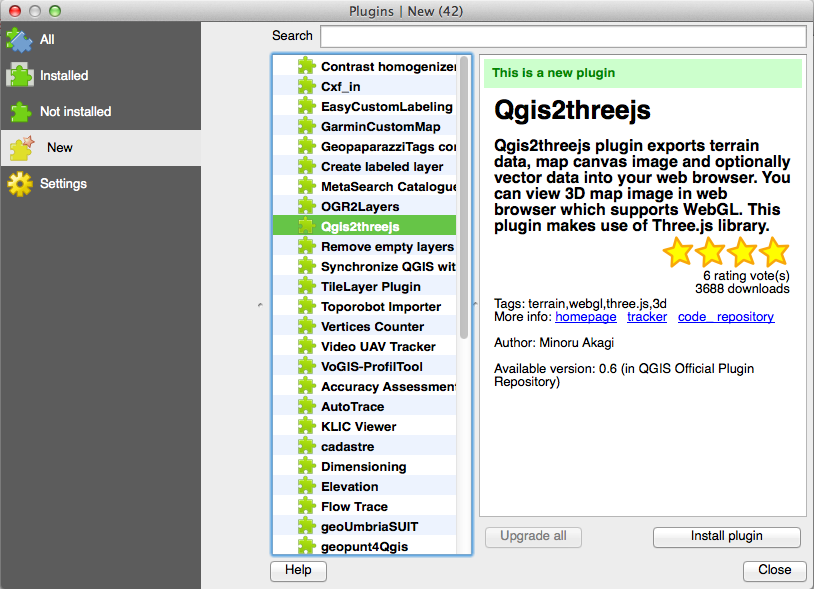 Plugins | New (42)
All
Installed
Not installed
New
Settings
Search
Contrast homogenizer
Cxf_in
EasyCustomLabeling
GarminCustomMap
GeopaparazziTags cor
Create labeled layer
MetaSearch Catalogue
OGR2Layers
Qgis2threejs
Remove empty layers
Synchronize QGIS wit
TileLayer Plugin
Toporobot Importer
Vertices Counter
Video UAV Tracker
VoGIS-ProfilTool
Accuracy Assessment
AutoTrace
KLIC Viewer
cadastre
Dimensioning
Elevation
Flow Trace
geoUmbriaSUIT
geopunt4Qgis
This is a new plugin
Qgis2threejs
Qgis2threejs plugin exports terrain
data, map canvas image and optionally
vector data into your web browser. You
can view 3D map image in web
browser which supports WebGL. This
plugin makes use of Three.js library.
6 rating vote(s)
3688 downloads
Tags: terrain,webgl,three.js,3d
More info: homepage tracker code_ repository
Author: Minoru Akagi
Available version: 0.6 (in QGIS Official Plugin
Repository)
Upgrade all
Install plugin
Help
Close